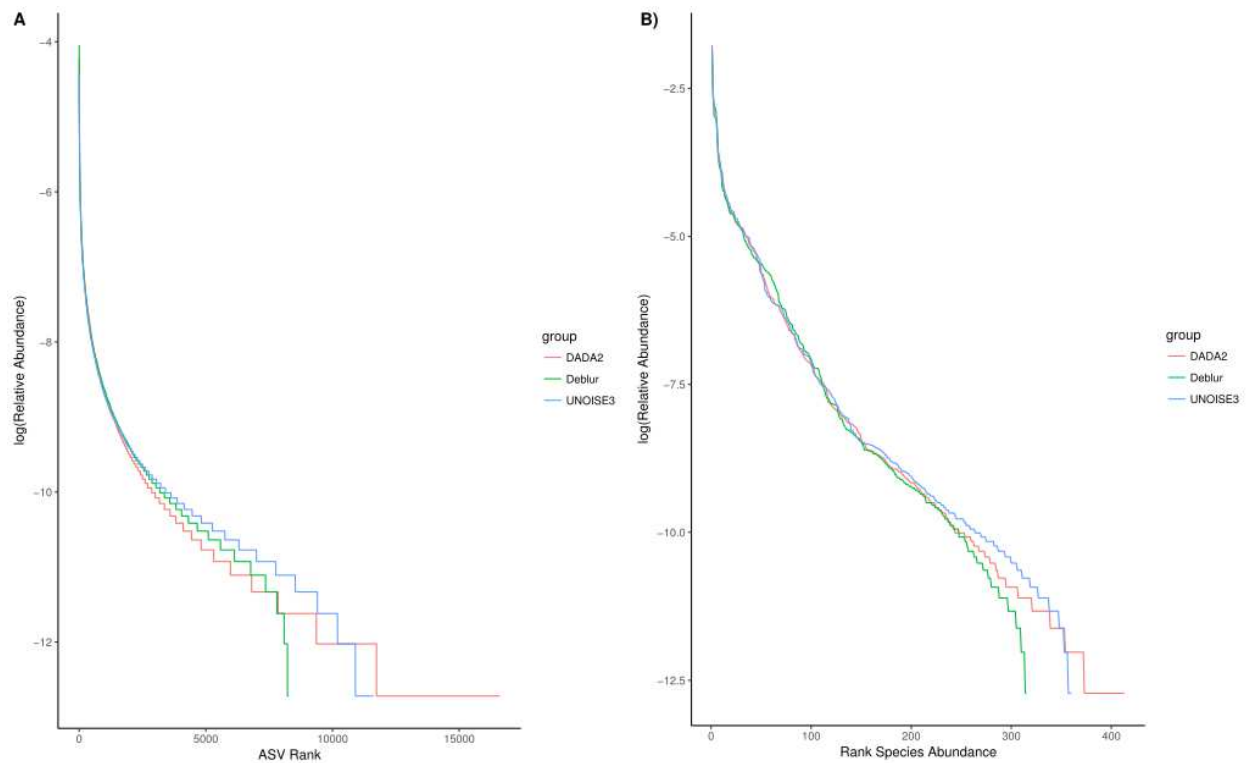 A
log(Relative Abundance)
−4
−6
−8
−10
−12
0
5000
10000
15000
ASV Rank
group
DADA2
Deblur
UNOISE3
B)
log(Relative Abundance)
−2.5
−5.0
−7.5
−10.0
−12.5
0
100
200
300
400
Rank Species Abundance
group
DADA2
Deblur
UNOISE3